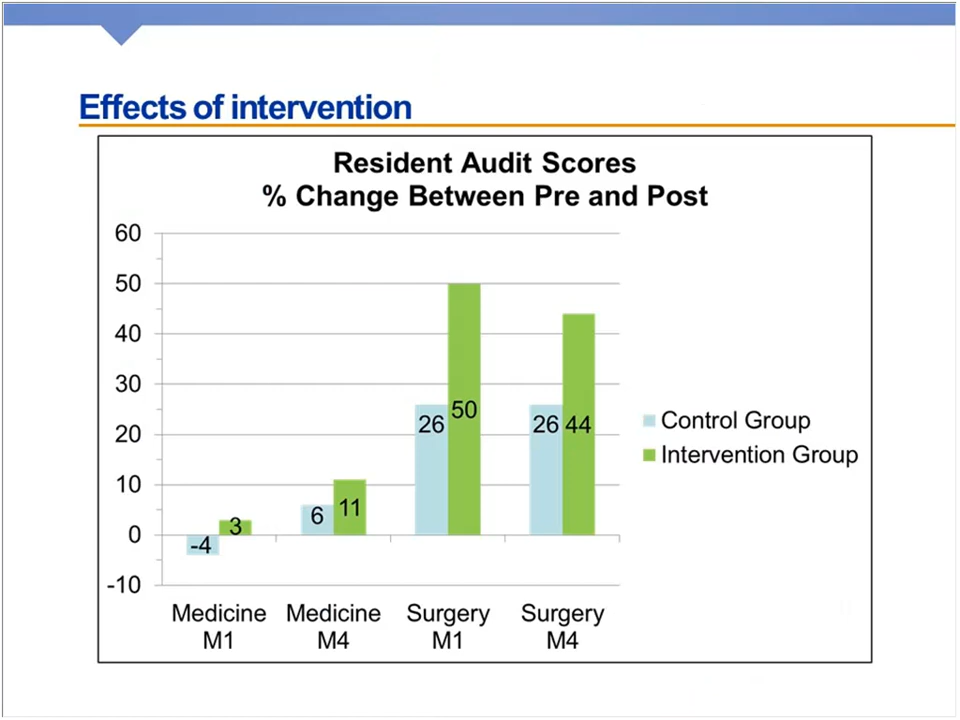 Effects of intervention
Resident Audit Scores
% Change Between Pre and Post
60
50
40
30
20
10
0
-10
-4
3
6
11
26
50
26
44
Medicine M1
Medicine M4
Surgery M1
Surgery M4
Control Group
Intervention Group